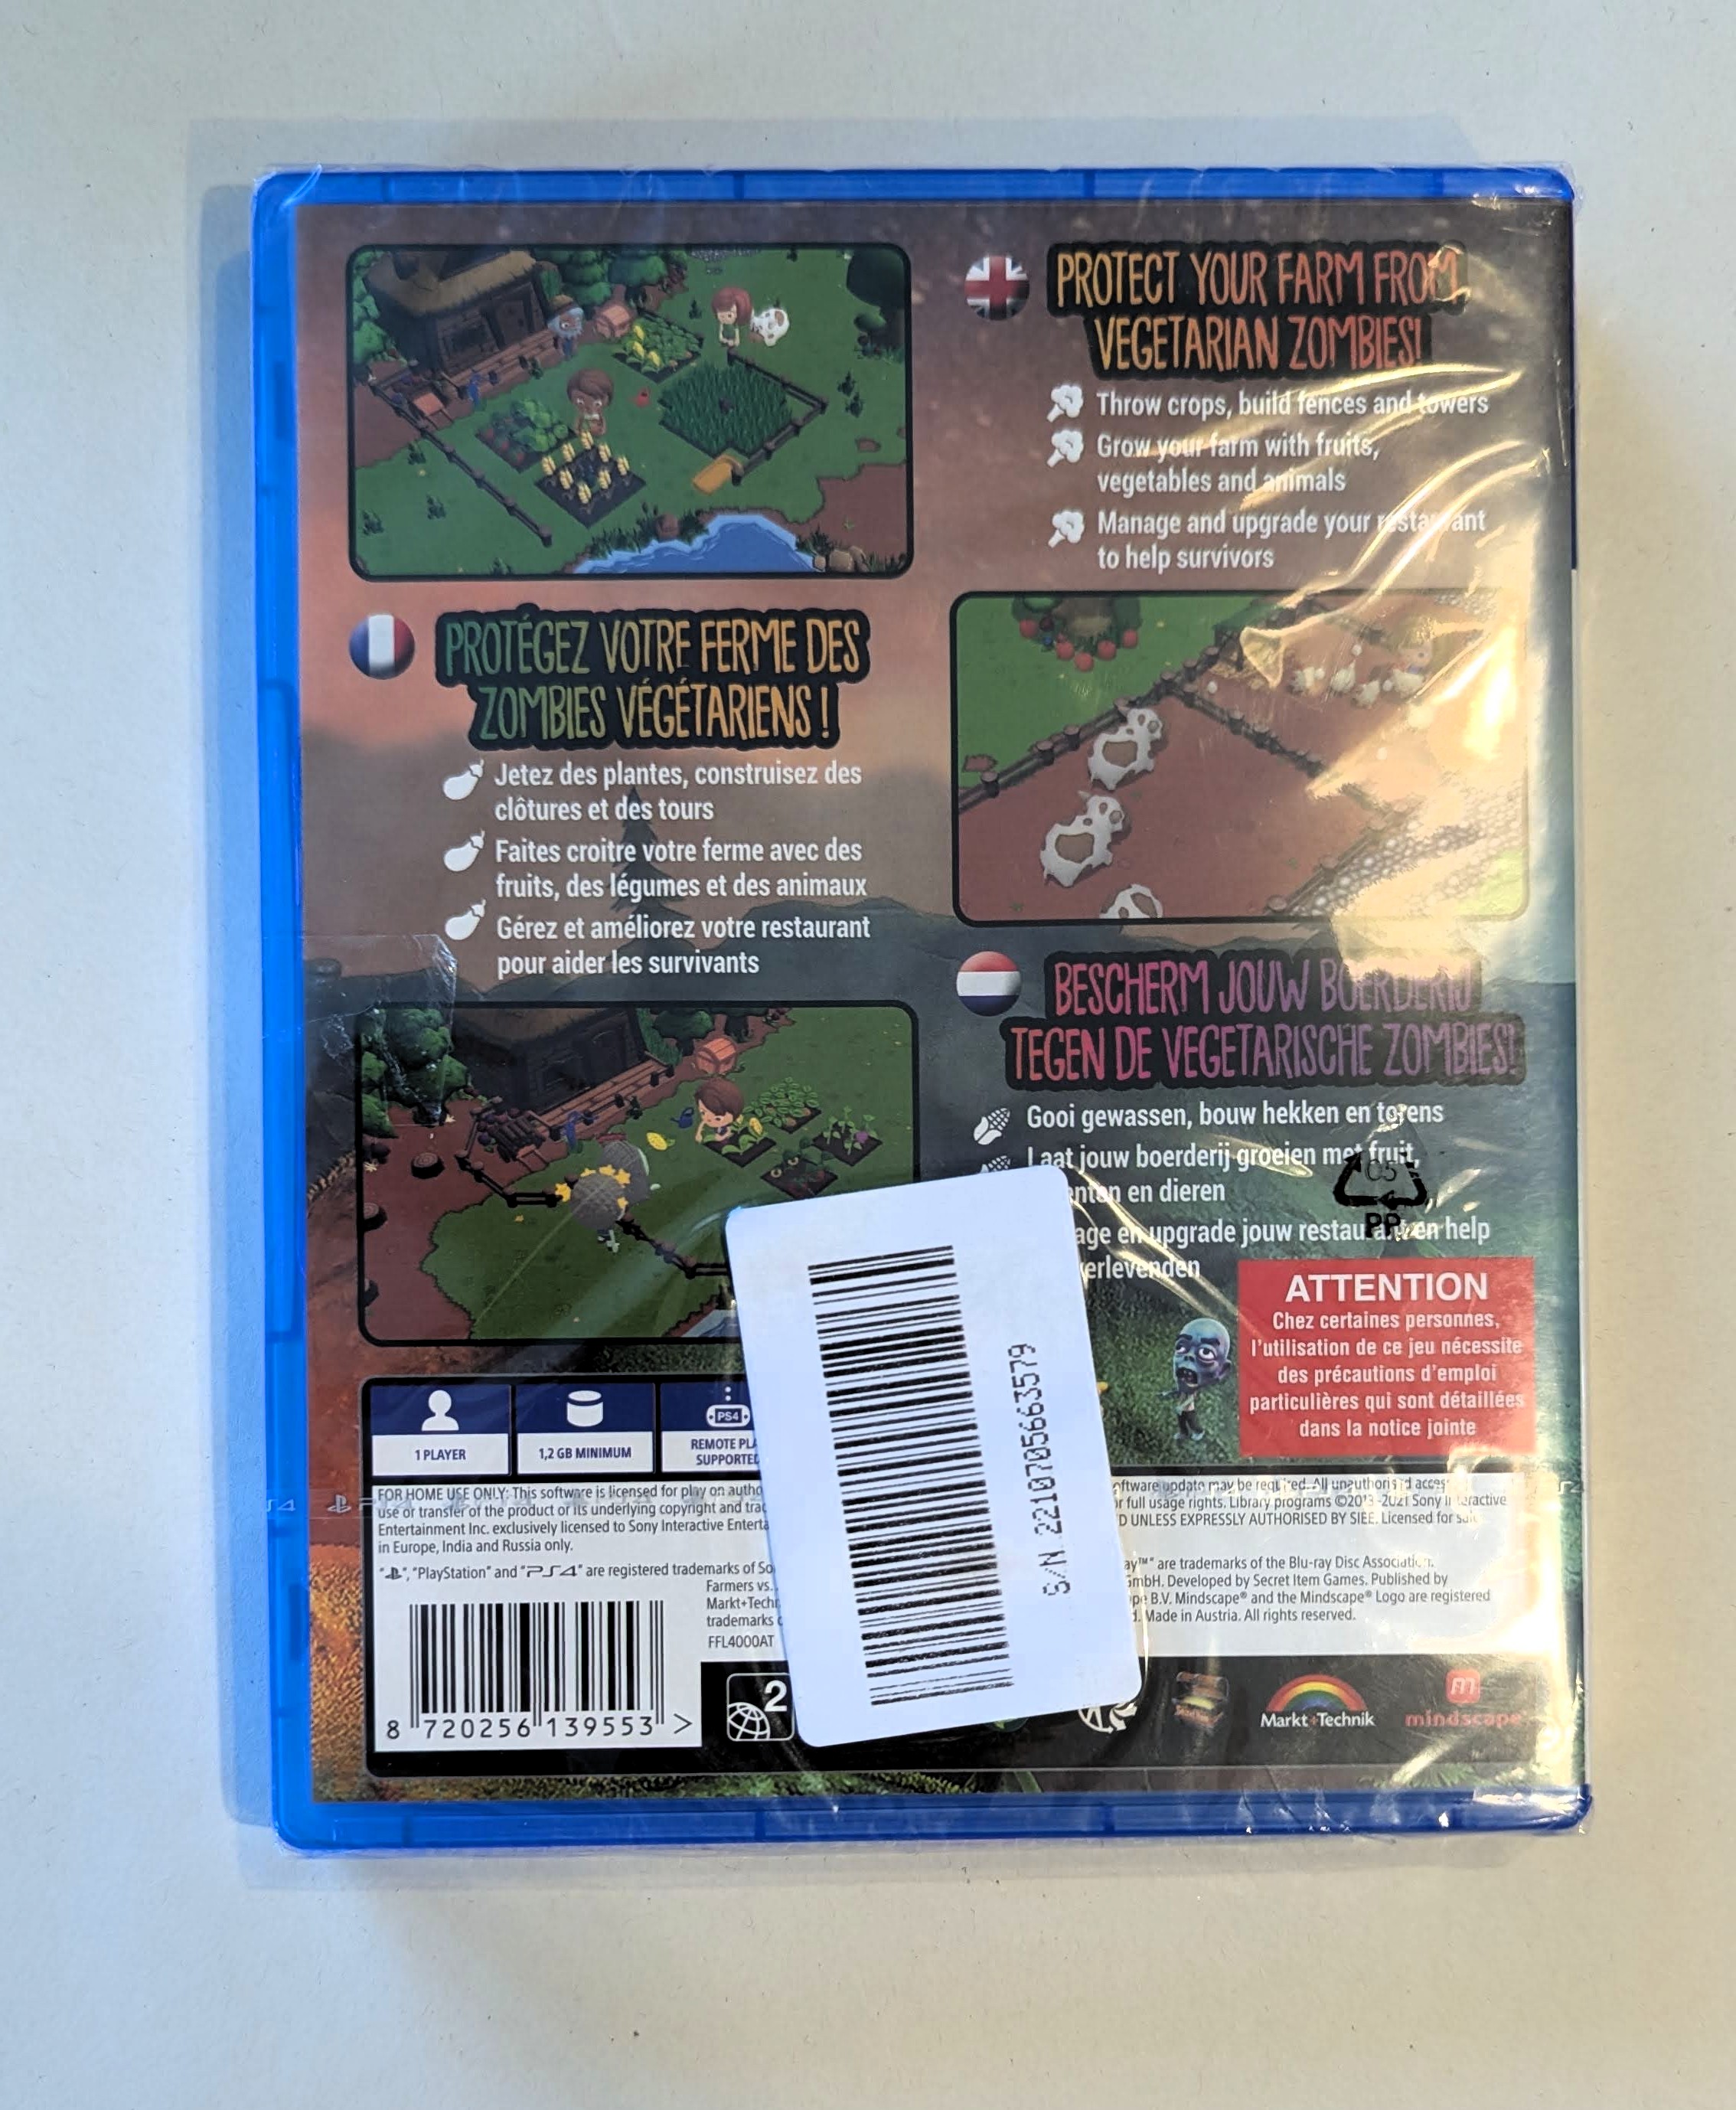 PROTECT YOUR FARM FROM
VEGETARIAN ZOMBIES!
Throw crops, build fences and towers
Grow your farm with fruits,
vegetables and animals
Manage and upgrade your restaurant
to help survivors
PROTÉGEZ VOTRE FERME DES
ZOMBIES VÉGÉTARIENS !
Jetez des plantes, construisez des
clôtures et des tours
Faites croitre votre ferme avec des
fruits, des légumes et des animaux
Gérez et améliorez votre restaurant
pour aider les survivants
BESCHERM JOUW BOERDERIJ
TEGEN DE VEGETARISCHE ZOMBIES!
Gooi gewassen, bouw hekken en torens
Laat jouw boerderij groeien met fruit,
en dieren
en upgrade jouw restaurant en help
05
PP
ATTENTION
Chez certaines personnes,
l'utilisation de ce jeu nécessite
des précautions d'emploi
particulières qui sont détaillées
dans la notice jointe
1 PLAYER
1,2 GB MINIMUM
PS4
REMOTE
S/N 2210705663579
FOR HOME USE ONLY: This software is licensed for play on
software update may be required. All unauthorised
use or transfer of the product or its underlying copyright and
or full usage rights. Library programs ©2013-2021 Sony Interactive
Entertainment Inc. exclusively licensed to Sony Interactive
UNLESS EXPRESSLY AUTHORISED BY SIEE. Licensed for sale
in Europe, India and Russia only.
"PlayStation" and "PS4" are registered trademarks of
are trademarks of the Blu-ray Disc Association.
Farmers vs.
GmbH. Developed by Secret Item Games. Published by
B.V. Mindscape® and the Mindscape® Logo are registered
trademarks
Made in Austria. All rights reserved.
FFL4000AT
8 720256 139553 >
2
Markt+Technik
m
mindscape